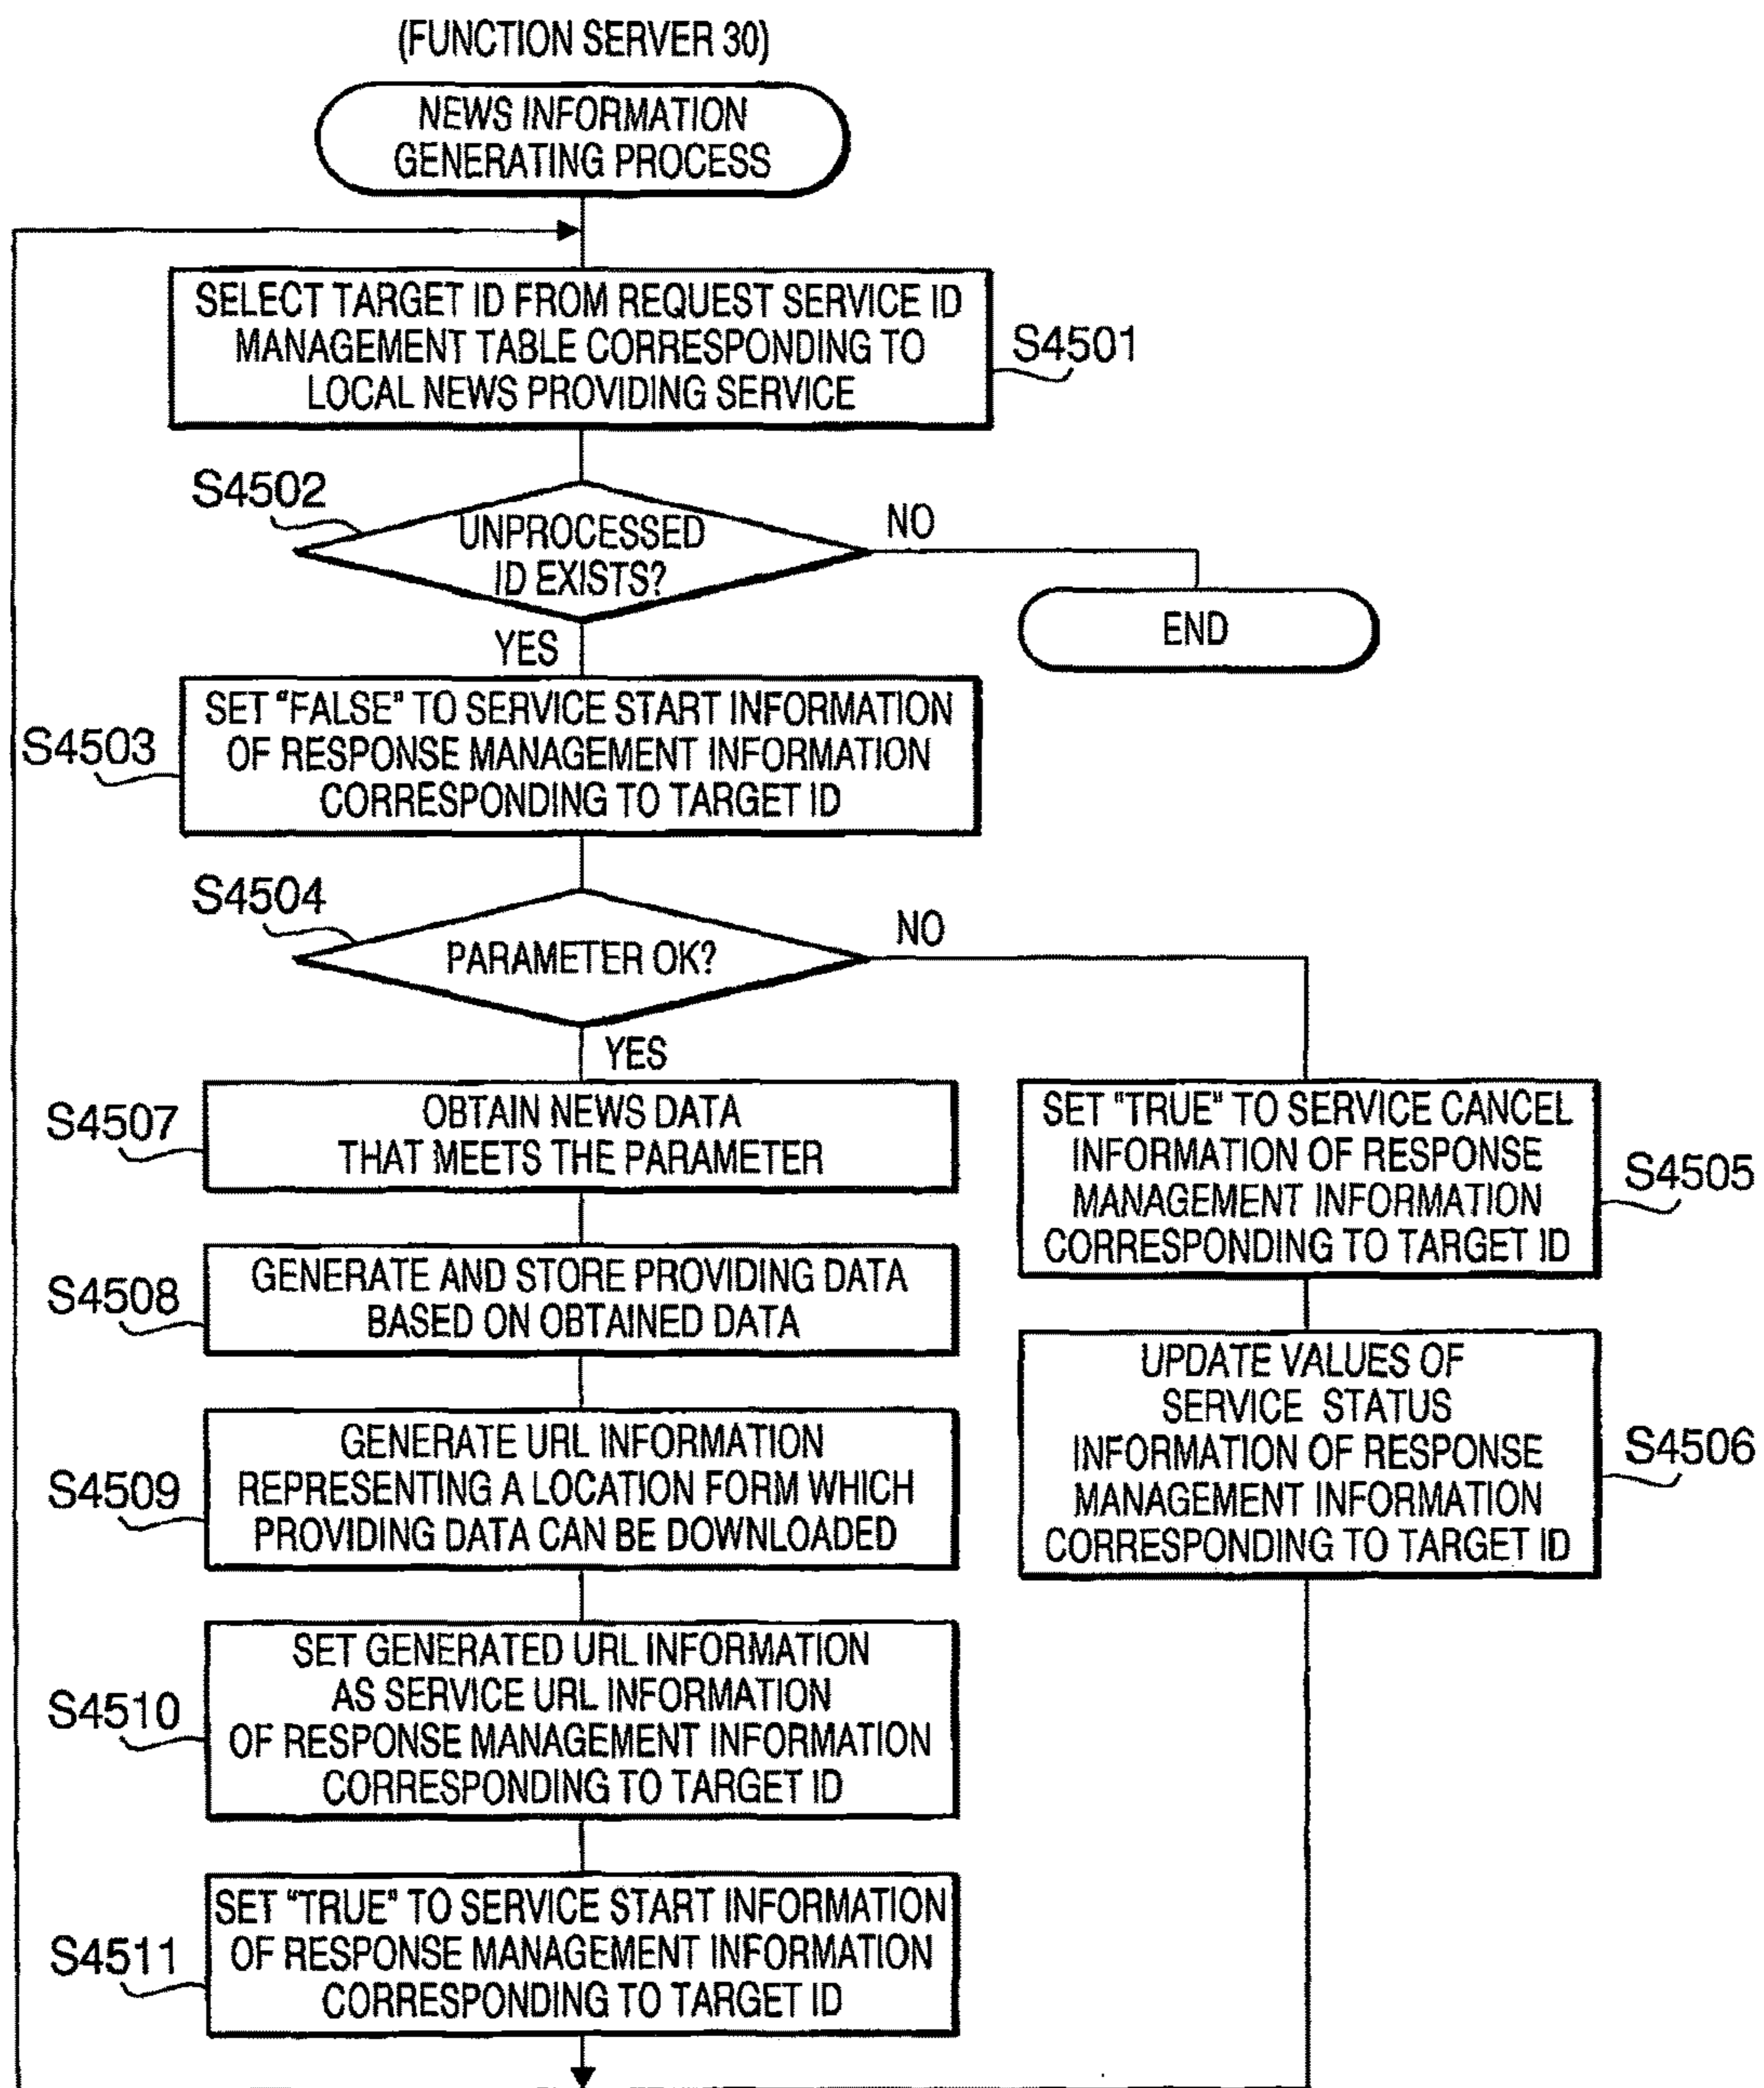 (FUNCTION SERVER 30)
NEWS INFORMATION
GENERATING PROCESS
SELECT TARGET ID FROM REQUEST SERVICE ID
MANAGEMENT TABLE CORRESPONDING TO
LOCAL NEWS PROVIDING SERVICE
S4501
S4502
UNPROCESSED
ID EXISTS?
NO
END
YES
SET "FALSE" TO SERVICE START INFORMATION
OF RESPONSE MANAGEMENT INFORMATION
CORRESPONDING TO TARGET ID
S4503
S4504
PARAMETER OK?
NO
YES
S4507
OBTAIN NEWS DATA
THAT MEETS THE PARAMETER
SET "TRUE" TO SERVICE CANCEL
INFORMATION OF RESPONSE
MANAGEMENT INFORMATION
CORRESPONDING TO TARGET ID
S4505
S4508
GENERATE AND STORE PROVIDING DATA
BASED ON OBTAINED DATA
UPDATE VALUES OF
SERVICE STATUS
INFORMATION OF RESPONSE
MANAGEMENT INFORMATION
CORRESPONDING TO TARGET ID
S4506
S4509
GENERATE URL INFORMATION
REPRESENTING A LOCATION FORM WHICH
PROVIDING DATA CAN BE DOWNLOADED
S4510
SET GENERATED URL INFORMATION
AS SERVICE URL INFORMATION
OF RESPONSE MANAGEMENT INFORMATION
CORRESPONDING TO TARGET ID
S4511
SET "TRUE" TO SERVICE START INFORMATION
OF RESPONSE MANAGEMENT INFORMATION
CORRESPONDING TO TARGET ID